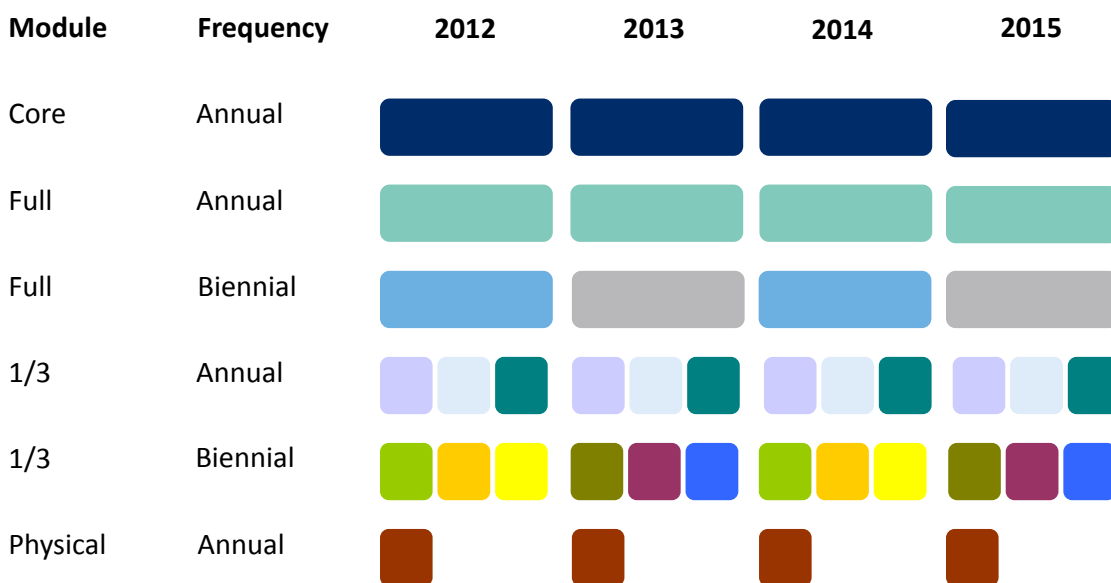 Module Frequency 2012 2013 2014 2015
Core Annual
Full Annual
Full Biennial
1/3 Annual
1/3 Biennial
Physical Annual